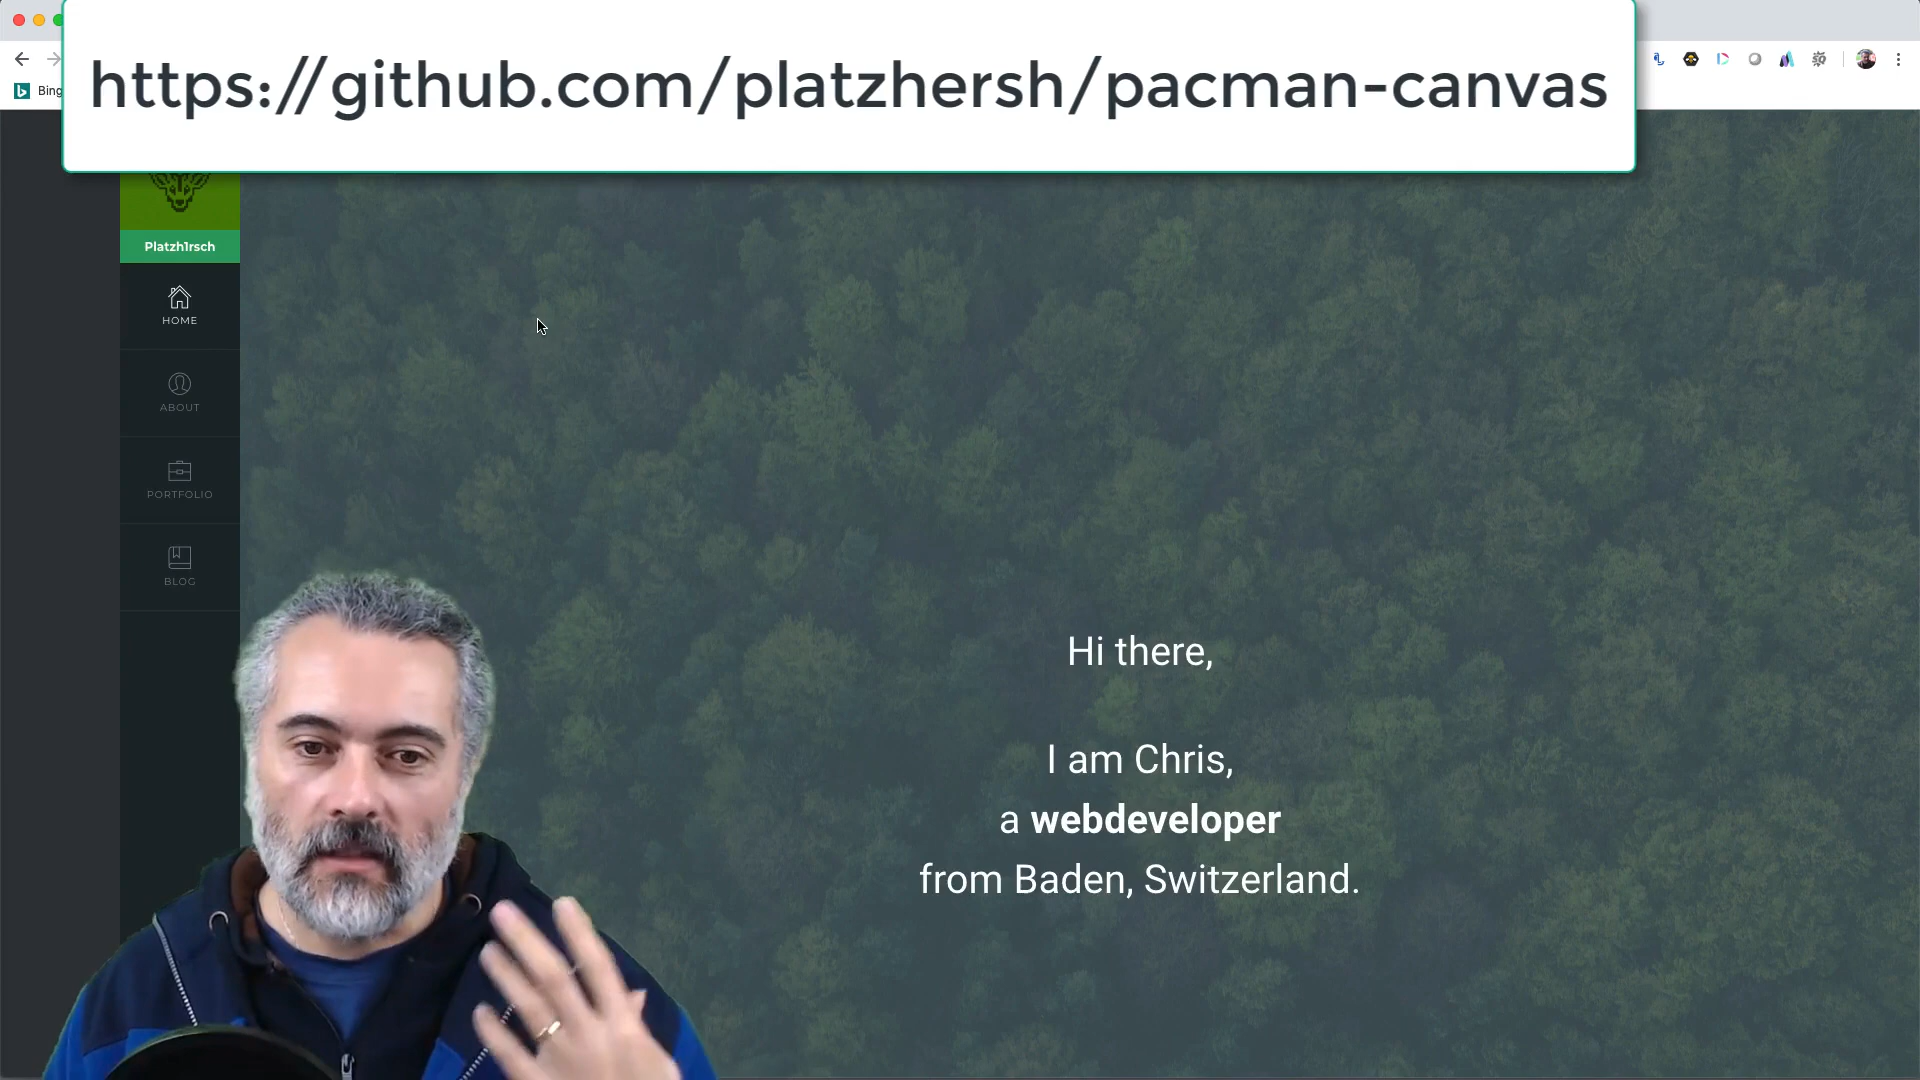 https://github.com/platzhersh/pacman-canvas
Bing
Platzh1rsch
HOME
ABOUT
PORTFOLIO
BLOG
Hi there,
I am Chris,
a webdeveloper
from Baden, Switzerland.